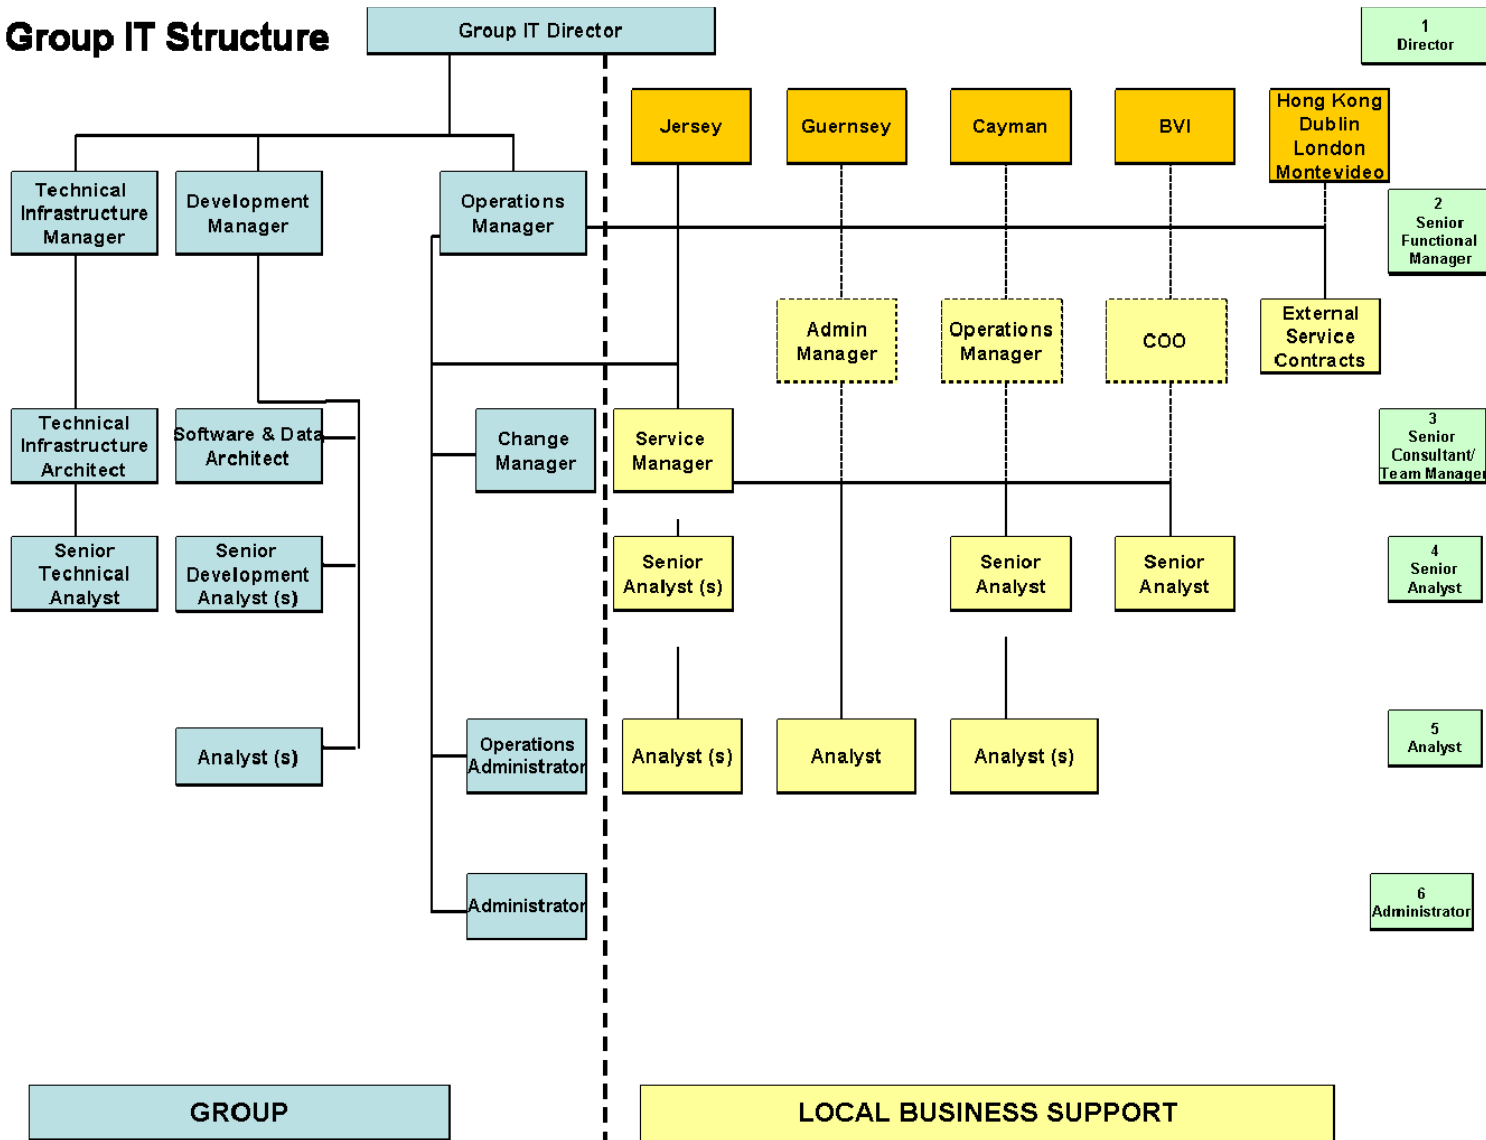 Group IT Structure
Group IT Director
1
Director
Jersey
Guernsey
Cayman
BVI
Hong Kong
Dublin
London
Montevideo
Technical
Infrastructure
Manager
Development
Manager
Operations
Manager
2
Senior
Functional
Manager
Admin
Manager
Operations
Manager
COO
External
Service
Contracts
Technical
Infrastructure
Architect
Software & Data
Architect
Change
Manager
Service
Manager
3
Senior
Consultant/
Team Manager
Senior
Technical
Analyst
Senior
Development
Analyst (s)
Senior
Analyst (s)
Senior
Analyst
Senior
Analyst
4
Senior
Analyst
Analyst (s)
Operations
Administrator
Analyst (s)
Analyst
Analyst (s)
5
Analyst
Administrator
6
Administrator
GROUP
LOCAL BUSINESS SUPPORT